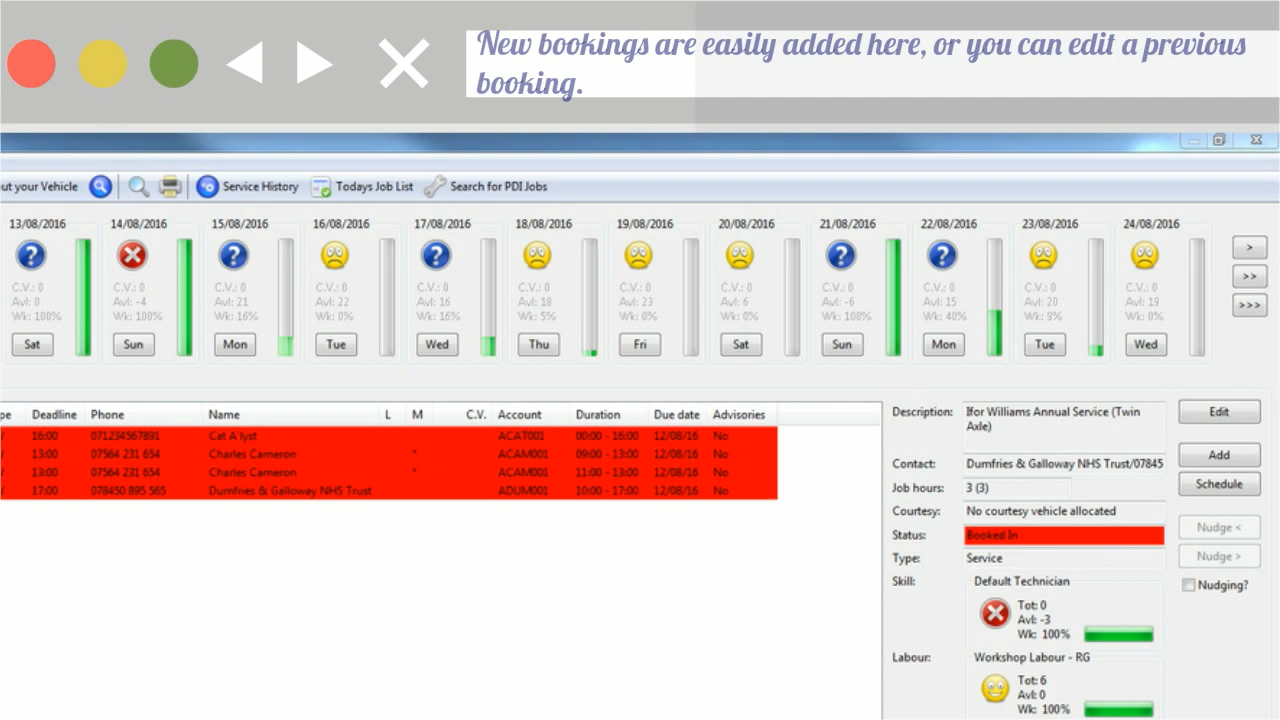 New bookings are easily added here, or you can edit a previous
booking.
ut your Vehicle Service History Todays Job List Search for PDI Jobs
13/08/2016 14/08/2016 15/08/2016 16/08/2016 17/08/2016 18/08/2016 19/08/2016 20/08/2016 21/08/2016 22/08/2016 23/08/2016 24/08/2016
C.V.: 0 C.V.: 0 C.V.: 0 C.V.: 0 C.V.: 0 C.V.: 0 C.V.: 0 C.V.: 0 C.V.: 0 C.V.: 0 C.V.: 0 C.V.: 0
Avl: 0 Avl: -4 Avl: 21 Avl: 22 Avl: 16 Avl: 18 Avl: 23 Avl: 6 Avl: -6 Avl: 15 Avl: 20 Avl: 19
Wk: 100% Wk: 100% Wk: 16% Wk: 0% Wk: 16% Wk: 5% Wk: 0% Wk: 0% Wk: 100% Wk: 40% Wk: 9% Wk: 0%
Sat Sun Mon Tue Wed Thu Fri Sat Sun Mon Tue Wed
>
>>
>>>
pe Deadline Phone Name L M C.V. Account Duration Due date Advisories
/ 16:00 071234567891 Cat A lyst ACAT001 00:00 - 16:00 12/08/16 No
/ 13:00 07564 231 654 Charles Cameron * ACAM001 09:00 - 13:00 12/08/16 No
/ 13:00 07564 231 654 Charles Cameron * ACAM001 11:00 - 13:00 12/08/16 No
/ 17:00 078450 895 565 Dumfries & Galloway NHS Trust ADUM001 10:00 - 17:00 12/08/16 No
Description: Ifor Williams Annual Service (Twin
Axle)
Contact: Dumfries & Galloway NHS Trust/07845
Job hours: 3 (3)
Courtesy: No courtesy vehicle allocated
Status: Booked In
Type: Service
Skill: Default Technician
Tot: 0
Avl: -3
Wk: 100%
Labour: Workshop Labour - RG
Tot: 6
Avl: 0
Wk: 100%
Edit
Add
Schedule
Nudge <
Nudge >
Nudging?